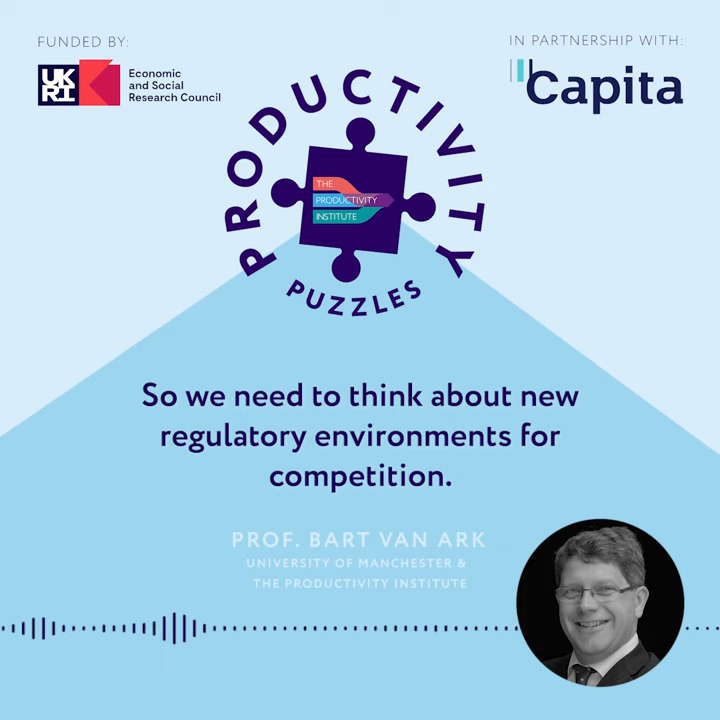 FUNDED BY:
IN PARTNERSHIP WITH:
UK
RI
Economic
and Social
Research Council
Capita
PRODUCTIVITY
THE
PRODUCTIVITY
INSTITUTE
PUZZLES
So we need to think about new
regulatory environments for
competition.
PROF. BART VAN ARK
UNIVERSITY OF MANCHESTER &
THE PRODUCTIVITY INSTITUTE